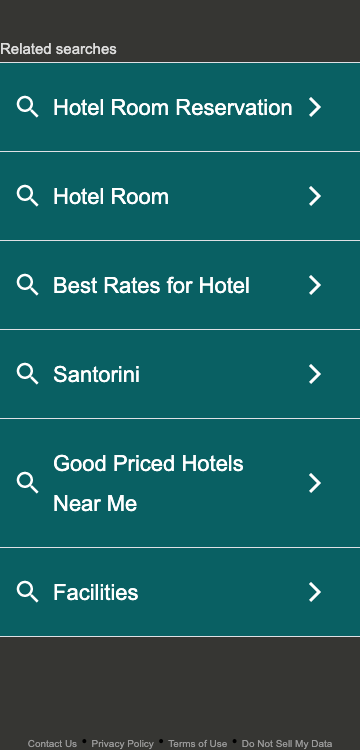 Related searches
Hotel Room Reservation
Hotel Room
Best Rates for Hotel
Santorini
Good Priced Hotels
Near Me
Facilities
Contact Us • Privacy Policy • Terms of Use • Do Not Sell My Data